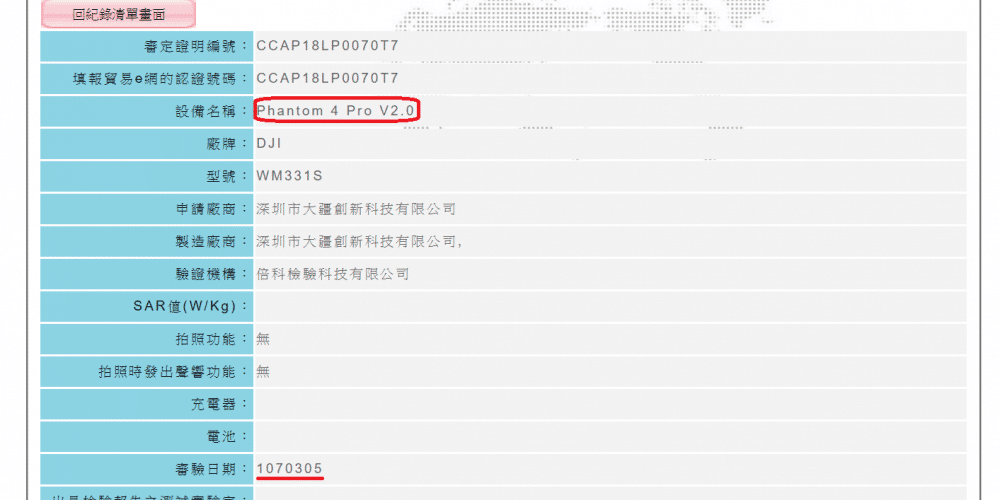 回紀錄清單畫面
審定證明編號： CCAP18LP0070T7
填報貿易e網的認證號碼： CCAP18LP0070T7
設備名稱： Phantom 4 Pro V2.0
廠牌： DJI
型號： WM331S
申請廠商： 深圳市大疆創新科技有限公司
製造廠商： 深圳市大疆創新科技有限公司,
驗證機構： 倍科檢驗科技有限公司
SAR值(W/Kg)：
拍照功能： 無
拍照時發出聲響功能： 無
充電器：
電池：
審驗日期： 1070305